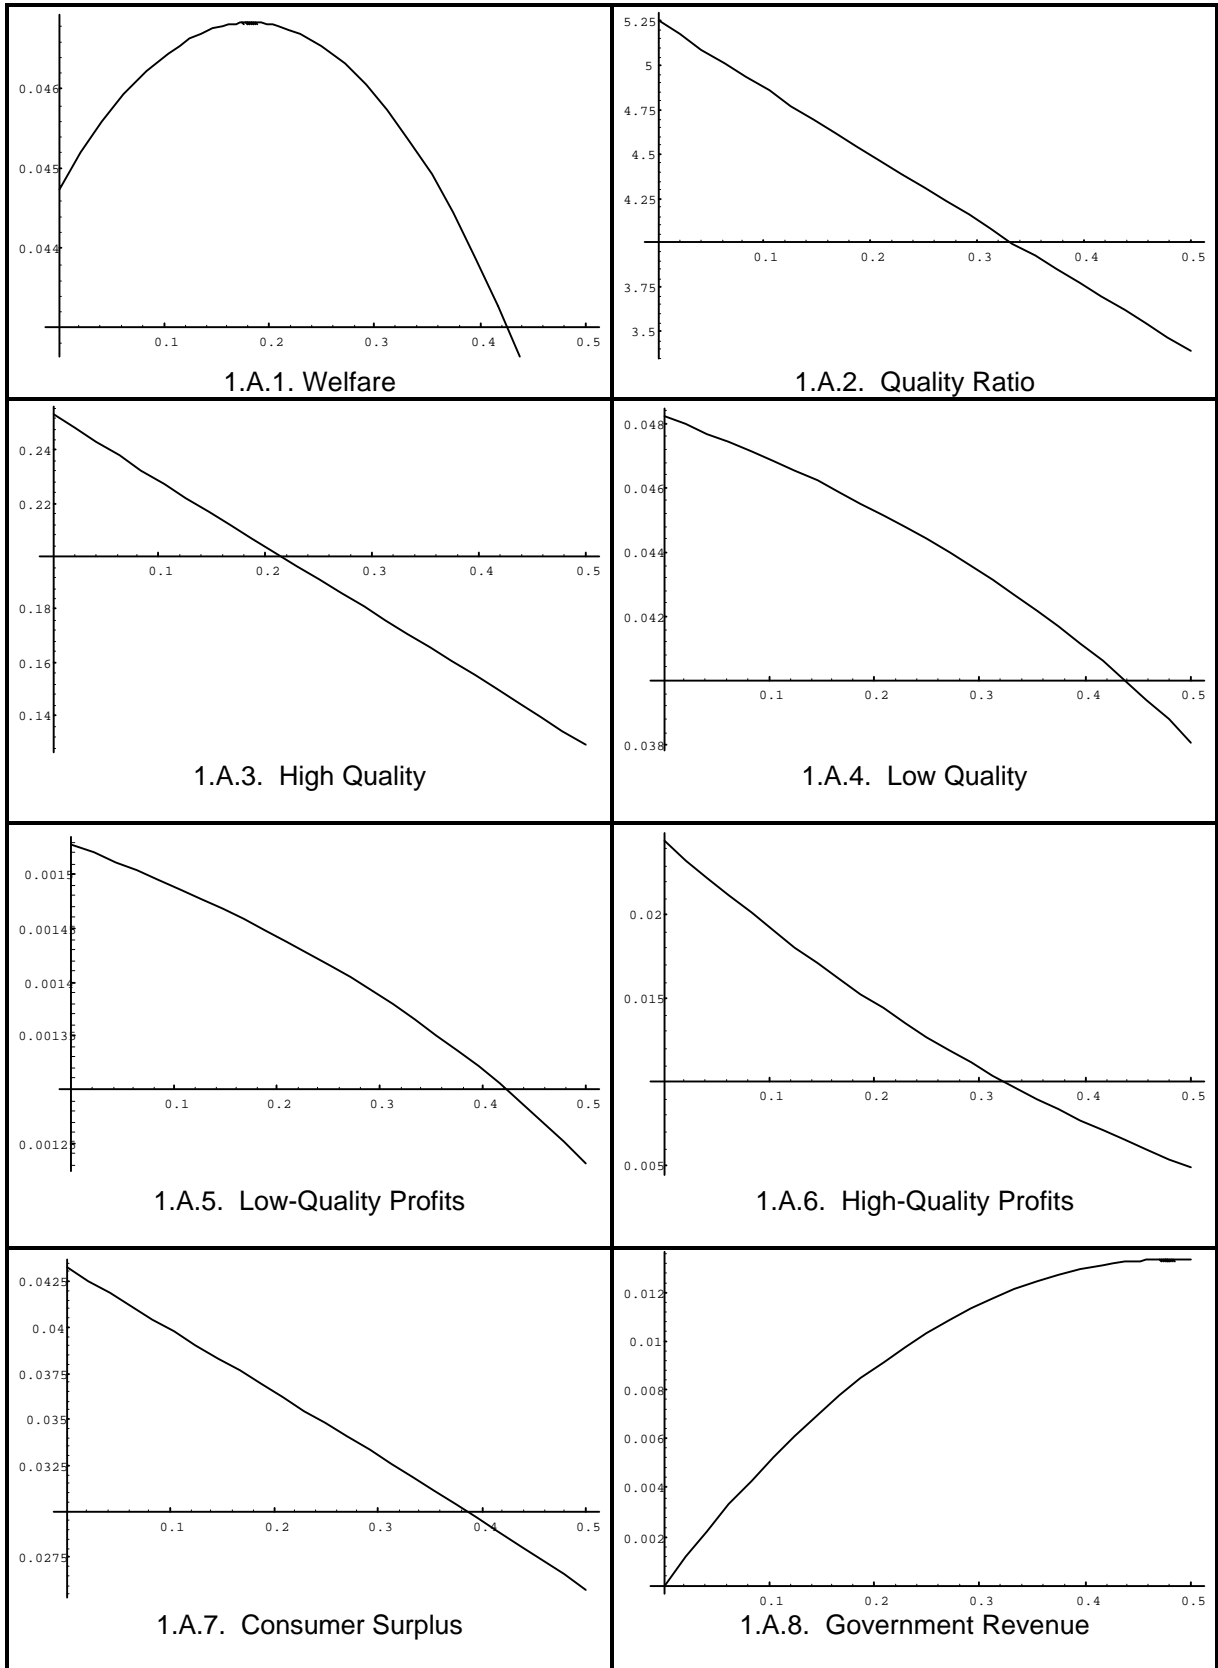 0.046
0.045
0.044
0.1 0.2 0.3 0.4 0.5
1.A.1. Welfare
5.25
5
4.75
4.5
4.25
0.1 0.2 0.3 0.4 0.5
3.75
3.5
1.A.2. Quality Ratio
0.24
0.22
0.1 0.2 0.3 0.4 0.5
0.18
0.16
0.14
1.A.3. High Quality
0.048
0.046
0.044
0.042
0.1 0.2 0.3 0.4 0.5
0.038
1.A.4. Low Quality
0.0015
0.00145
0.0014
0.00135
0.1 0.2 0.3 0.4 0.5
0.00125
1.A.5. Low-Quality Profits
0.02
0.015
0.1 0.2 0.3 0.4 0.5
0.005
1.A.6. High-Quality Profits
0.0425
0.04
0.0375
0.035
0.0325
0.1 0.2 0.3 0.4 0.5
0.0275
1.A.7. Consumer Surplus
0.012
0.01
0.008
0.006
0.004
0.002
0.1 0.2 0.3 0.4 0.5
1.A.8. Government Revenue